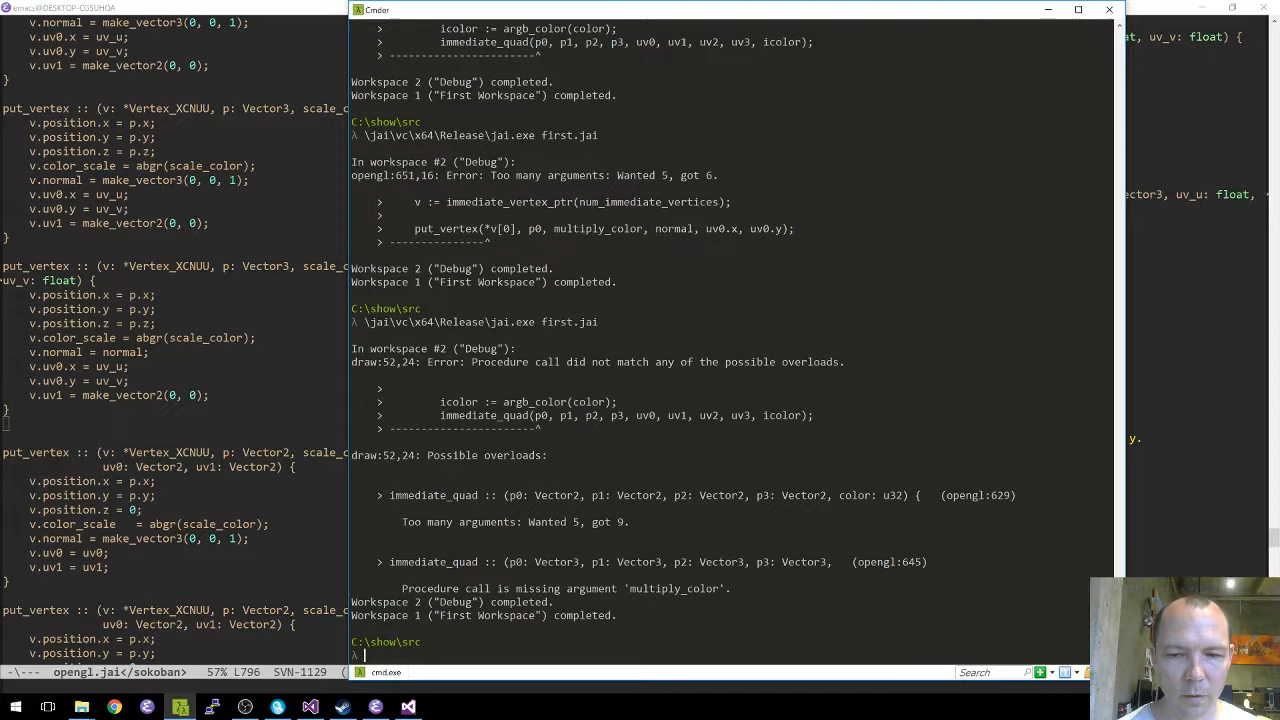 emacs@DESKTOP-CGSUHQA
v.normal = make_vector3(0, 0, 1);
v.uv0.x = uv_u;
v.uv0.y = uv_v;
v.uv1 = make_vector2(0, 0);
}
put_vertex :: (v: *Vertex_XCNUU, p: Vector3, scale_c
v.position.x = p.x;
v.position.y = p.y;
v.position.z = p.z;
v.color_scale = abgr(scale_color);
v.normal = make_vector3(0, 0, 1);
v.uv0.x = uv_u;
v.uv0.y = uv_v;
v.uv1 = make_vector2(0, 0);
}
put_vertex :: (v: *Vertex_XCNUU, p: Vector3, scale_c
uv_v: float) {
v.position.x = p.x;
v.position.y = p.y;
v.position.z = p.z;
v.color_scale = abgr(scale_color);
v.normal = normal;
v.uv0.x = uv_u;
v.uv0.y = uv_v;
v.uv1 = make_vector2(0, 0);
}
put_vertex :: (v: *Vertex_XCNUU, p: Vector2, scale_c
uv0: Vector2, uv1: Vector2) {
v.position.x = p.x;
v.position.y = p.y;
v.position.z = 0;
v.color_scale   = abgr(scale_color);
v.normal = make_vector3(0, 0, 1);
v.uv0 = uv0;
v.uv1 = uv1;
}
put_vertex :: (v: *Vertex_XCNUU, p: Vector3, scale_c
uv0: Vector2, uv1: Vector2) {
v.position.x = p.x;
v.position.y = p.y;
-\--- opengl.jai<sokoban> 57% L796 SVN-1129
Cmder
> icolor := argb_color(color);
> immediate_quad(p0, p1, p2, p3, uv0, uv1, uv2, uv3, icolor);
> ----------------------^
Workspace 2 ("Debug") completed.
Workspace 1 ("First Workspace") completed.
C:\show\src
λ \jai\vc\x64\Release\jai.exe first.jai
In workspace #2 ("Debug"):
opengl:651,16: Error: Too many arguments: Wanted 5, got 6.
> v := immediate_vertex_ptr(num_immediate_vertices);
>
> put_vertex(*v[0], p0, multiply_color, normal, uv0.x, uv0.y);
> --------------^
Workspace 2 ("Debug") completed.
Workspace 1 ("First Workspace") completed.
C:\show\src
λ \jai\vc\x64\Release\jai.exe first.jai
In workspace #2 ("Debug"):
draw:52,24: Error: Procedure call did not match any of the possible overloads.
>
> icolor := argb_color(color);
> immediate_quad(p0, p1, p2, p3, uv0, uv1, uv2, uv3, icolor);
> ----------------------^
draw:52,24: Possible overloads:
> immediate_quad :: (p0: Vector2, p1: Vector2, p2: Vector2, p3: Vector2, color: u32) { (opengl:629)
Too many arguments: Wanted 5, got 9.
> immediate_quad :: (p0: Vector3, p1: Vector3, p2: Vector3, p3: Vector3, (opengl:645)
Procedure call is missing argument 'multiply_color'.
Workspace 2 ("Debug") completed.
Workspace 1 ("First Workspace") completed.
C:\show\src
λ
cmd.exe
Search
at, uv_v: float) {
ector3, uv_u: float,
y.